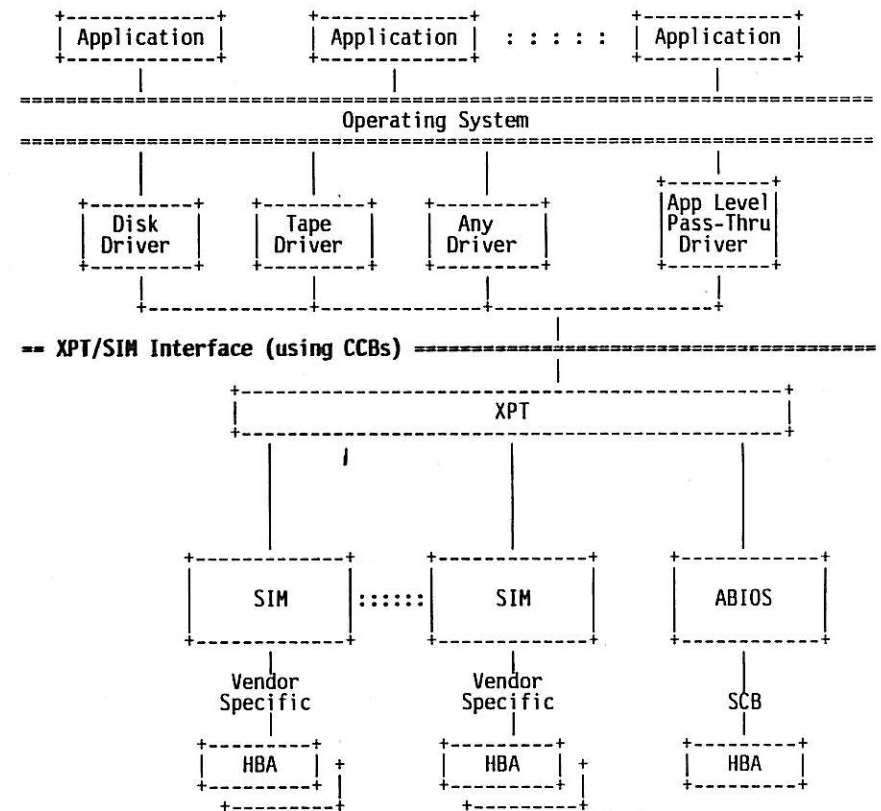 Application Application : : : : : Application
Operating System
Disk Driver
Tape Driver
Any Driver
App Level Pass-Thru Driver
XPT/SIM Interface (using CCBs)
XPT
SIM :::::: SIM ABIOS
Vendor Specific
Vendor Specific
SCB
HBA HBA HBA